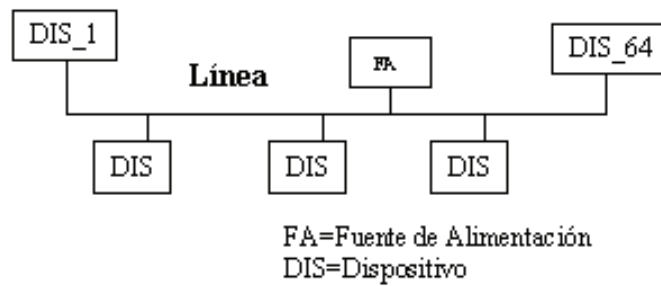 DIS_1
FA
DIS_64
Línea
DIS
DIS
DIS
FA=Fuente de Alimentación
DIS=Dispositivo